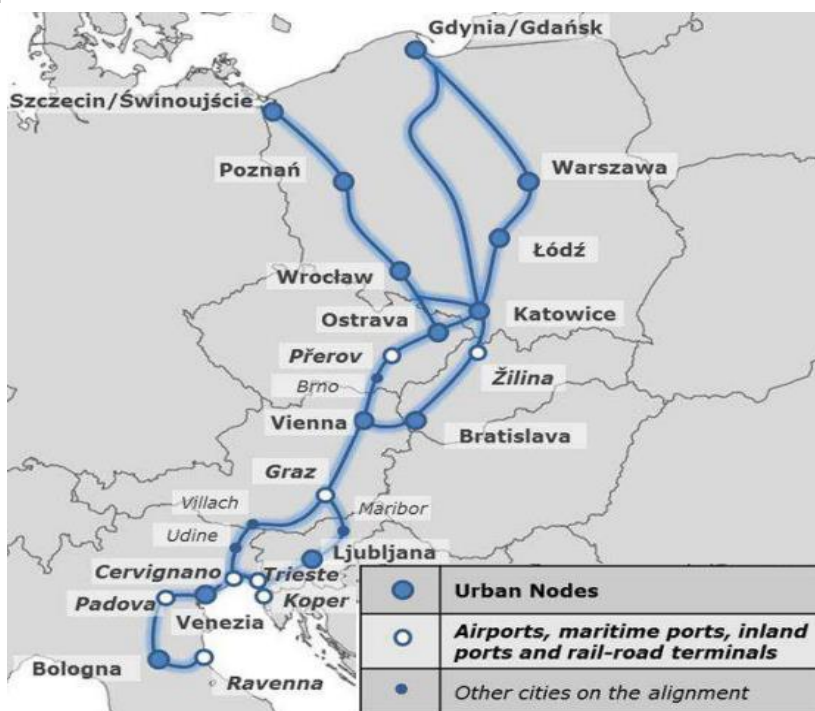 Gdynia/Gdańsk
Szczecin/Świnoujście
Poznań
Warszawa
Łódź
Wrocław
Ostrava
Katowice
Přerov
Žilina
Brno
Vienna
Bratislava
Graz
Villach
Maribor
Udine
Ljubljana
Cervignano
Trieste
Padova
Koper
Venezia
Bologna
Ravenna
Urban Nodes
Airports, maritime ports, inland
ports and rail-road terminals
Other cities on the alignment